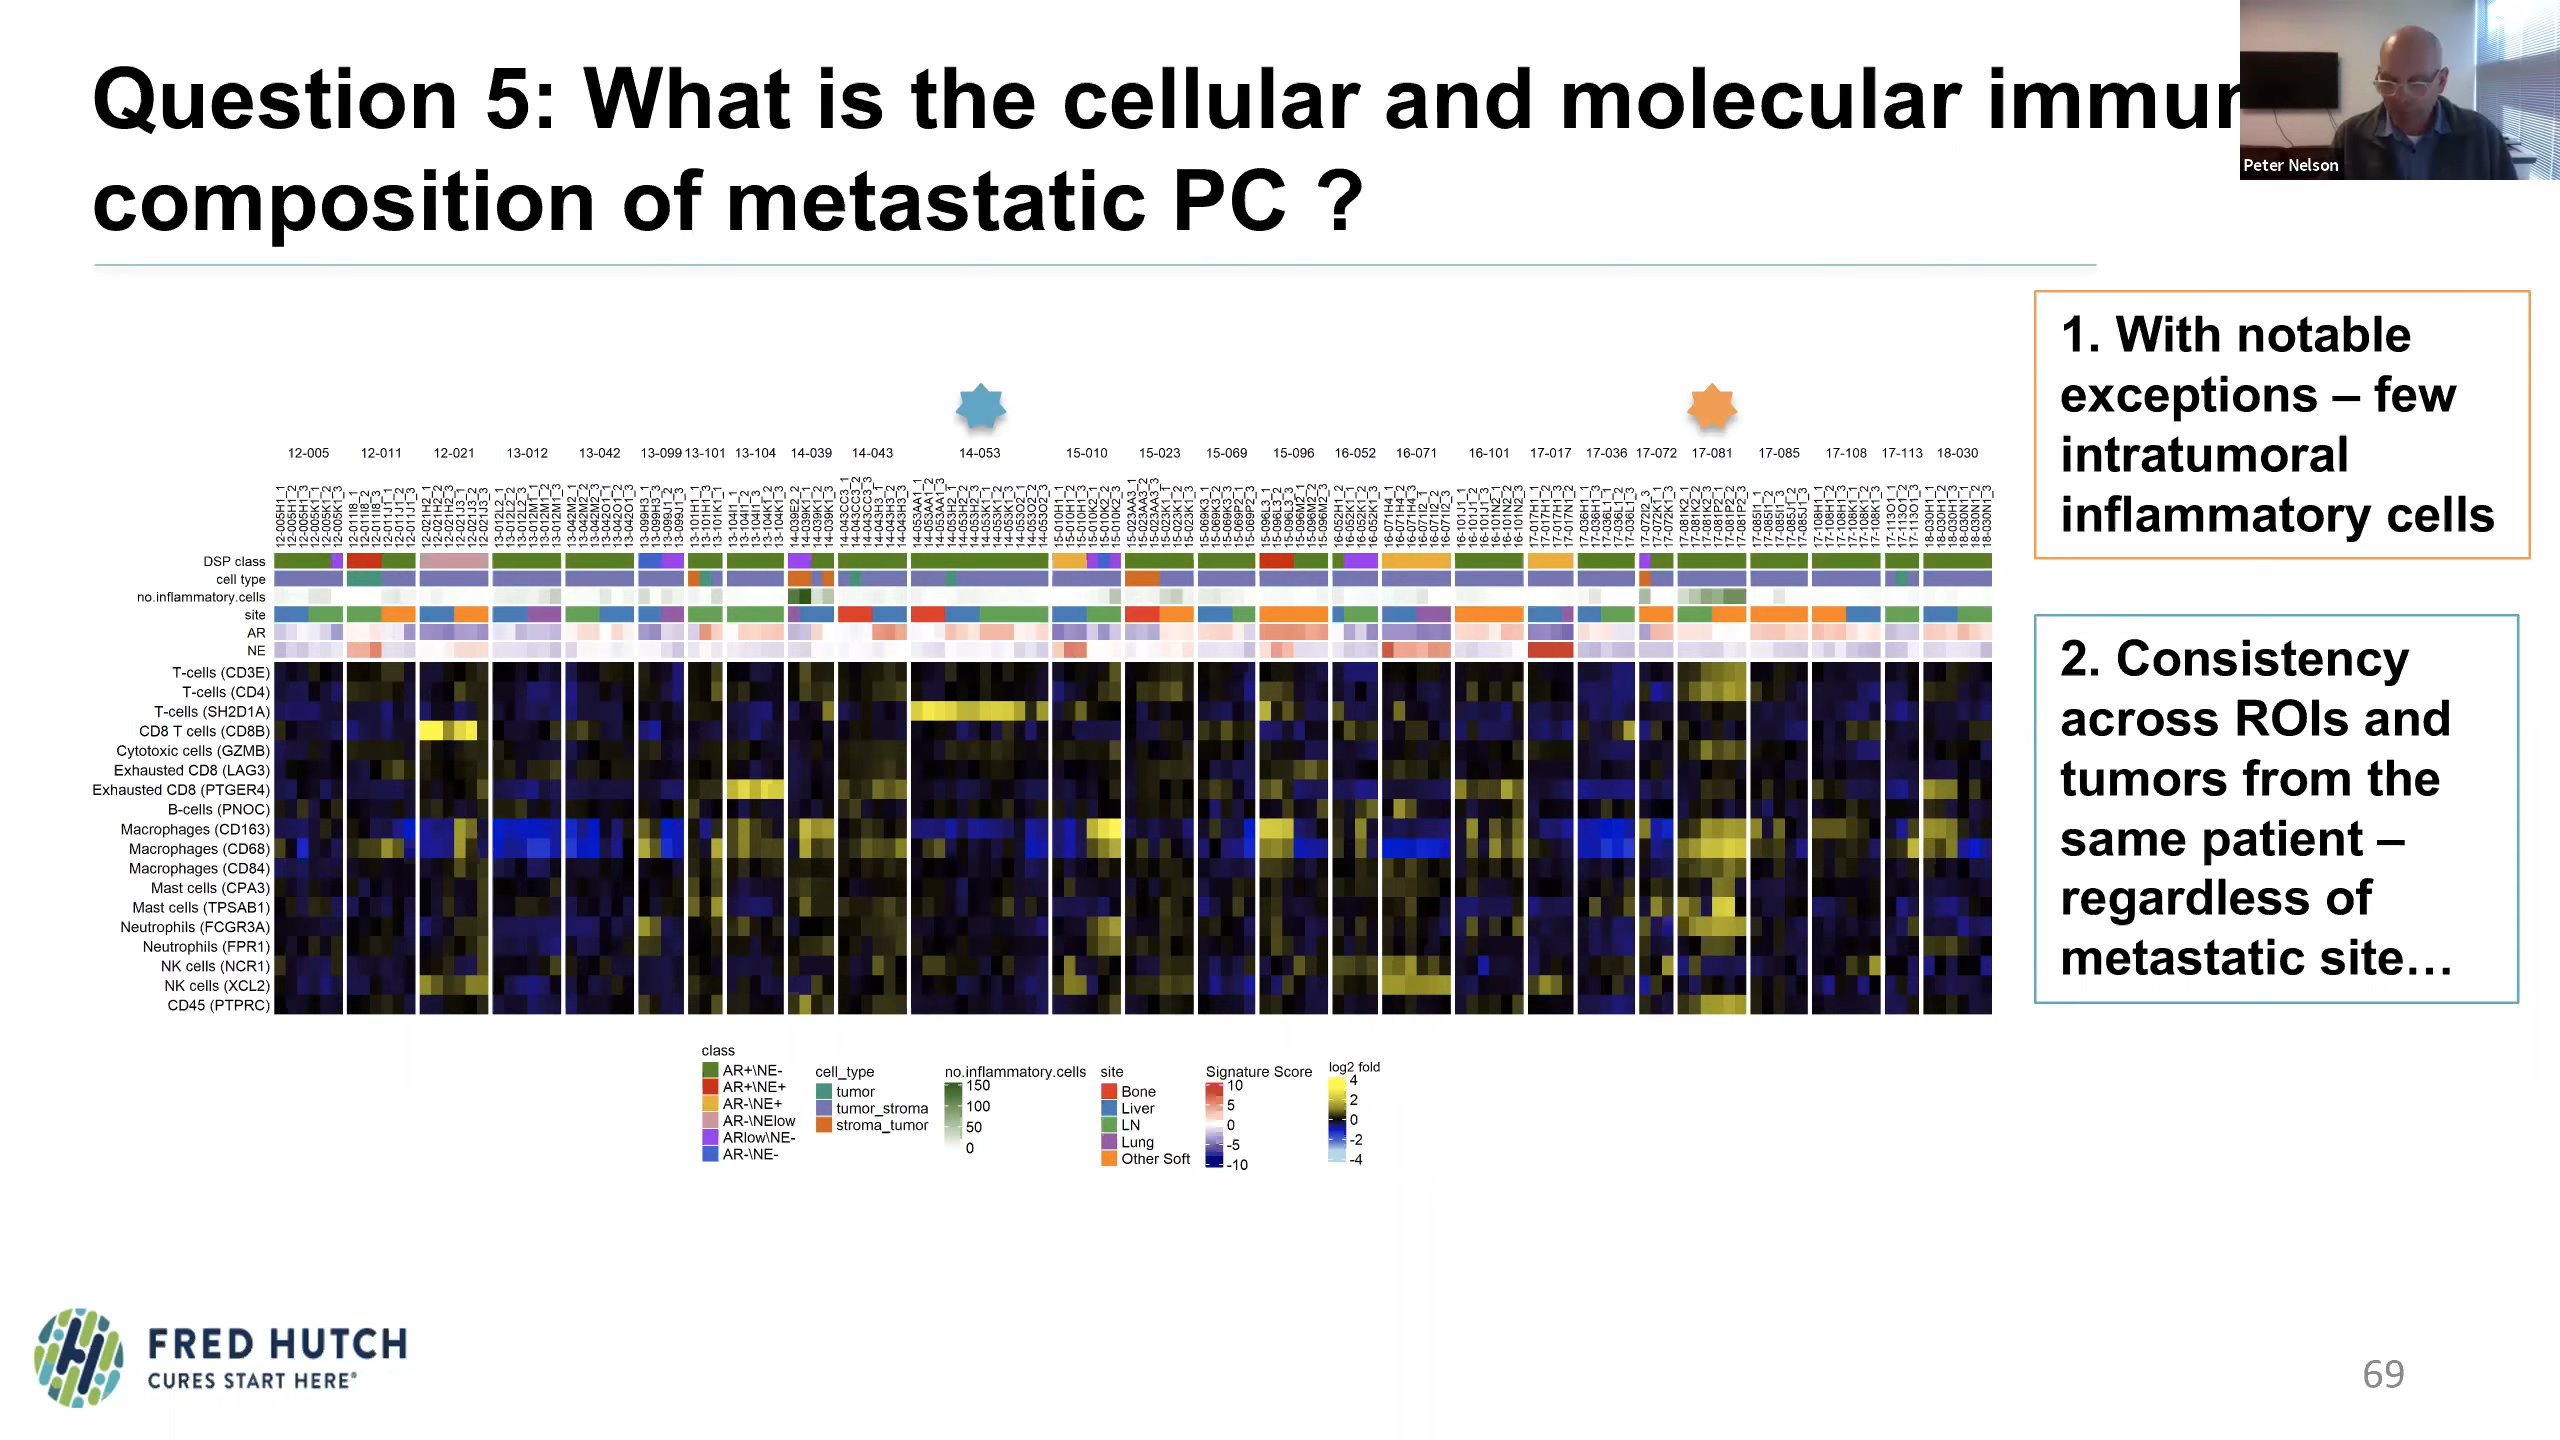 Question 5: What is the cellular and molecular immun
composition of metastatic PC ?
Peter Nelson
1. With notable
exceptions – few
intratumoral
inflammatory cells
2. Consistency
across ROIs and
tumors from the
same patient –
regardless of
metastatic site…
12-005 12-011 12-021 13-012 13-042 13-099 13-101 13-104 14-039 14-043 14-053 15-010 15-023 15-069 15-096 16-052 16-071 16-101 17-017 17-036 17-072 17-081 17-085 17-108 17-113 18-030
DSP class
cell type
no.inflammatory.cells
site
AR
NE
T-cells (CD3E)
T-cells (CD4)
T-cells (SH2D1A)
CD8 T cells (CD8B)
Cytotoxic cells (GZMB)
Exhausted CD8 (LAG3)
Exhausted CD8 (PTGER4)
B-cells (PNOC)
Macrophages (CD163)
Macrophages (CD68)
Macrophages (CD84)
Mast cells (CPA3)
Mast cells (TPSAB1)
Neutrophils (FCGR3A)
Neutrophils (FPR1)
NK cells (NCR1)
NK cells (XCL2)
CD45 (PTPRC)
class
AR+\NE-
AR+\NE+
AR-\NE+
AR-\NElow
ARlow\NE-
AR-\NE-
cell_type
tumor
tumor_stroma
stroma_tumor
no.inflammatory.cells
150
100
50
0
site
Bone
Liver
LN
Lung
Other Soft
Signature Score
10
5
0
-5
-10
log2 fold
4
2
0
-2
-4
FRED HUTCH
CURES START HERE®
69